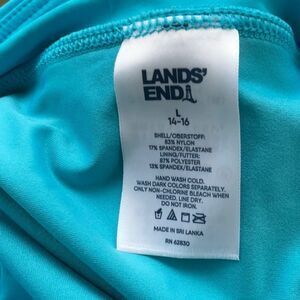 LANDS'
END
L
14-16
SHELL/OBERSTOFF:
83% NYLON
17% SPANDEX/ELASTANE
LINING/FUTTER:
87% POLYESTER
13% SPANDEX/ELASTANE
HAND WASH COLD.
WASH DARK COLORS SEPARATELY.
ONLY NON-CHLORINE BLEACH WHEN
NEEDED. LINE DRY.
DO NOT IRON.
MADE IN SRI LANKA
RN 62830